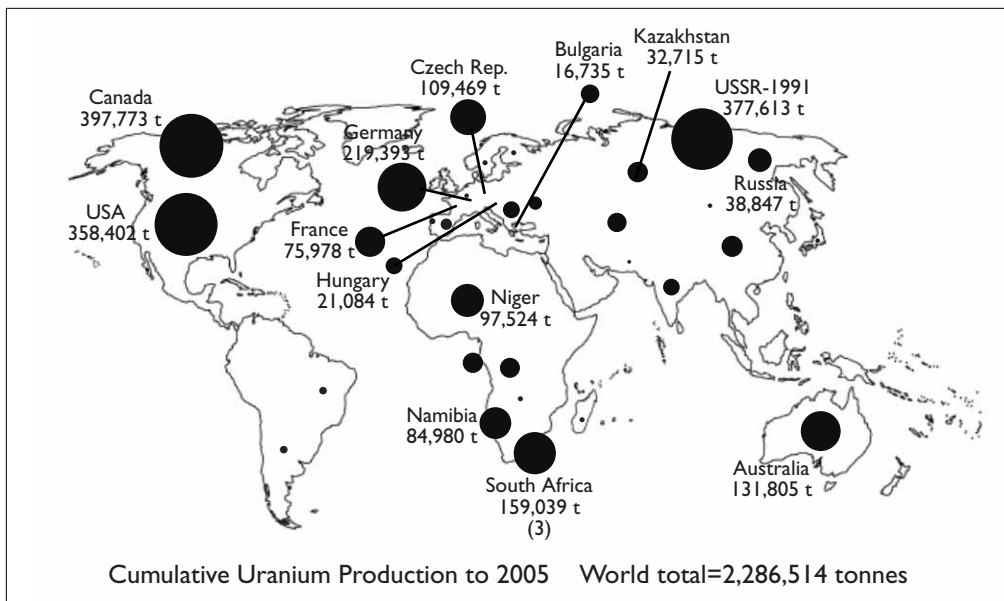 Canada
397,773 t
USA
358,402 t
Czech Rep.
109,469 t
Germany
219,393 t
France
75,978 t
Hungary
21,084 t
Bulgaria
16,735 t
Kazakhstan
32,715 t
USSR-1991
377,613 t
Russia
38,847 t
Niger
97,524 t
Namibia
84,980 t
South Africa
159,039 t
(3)
Australia
131,805 t
Cumulative Uranium Production to 2005 World total=2,286,514 tonnes